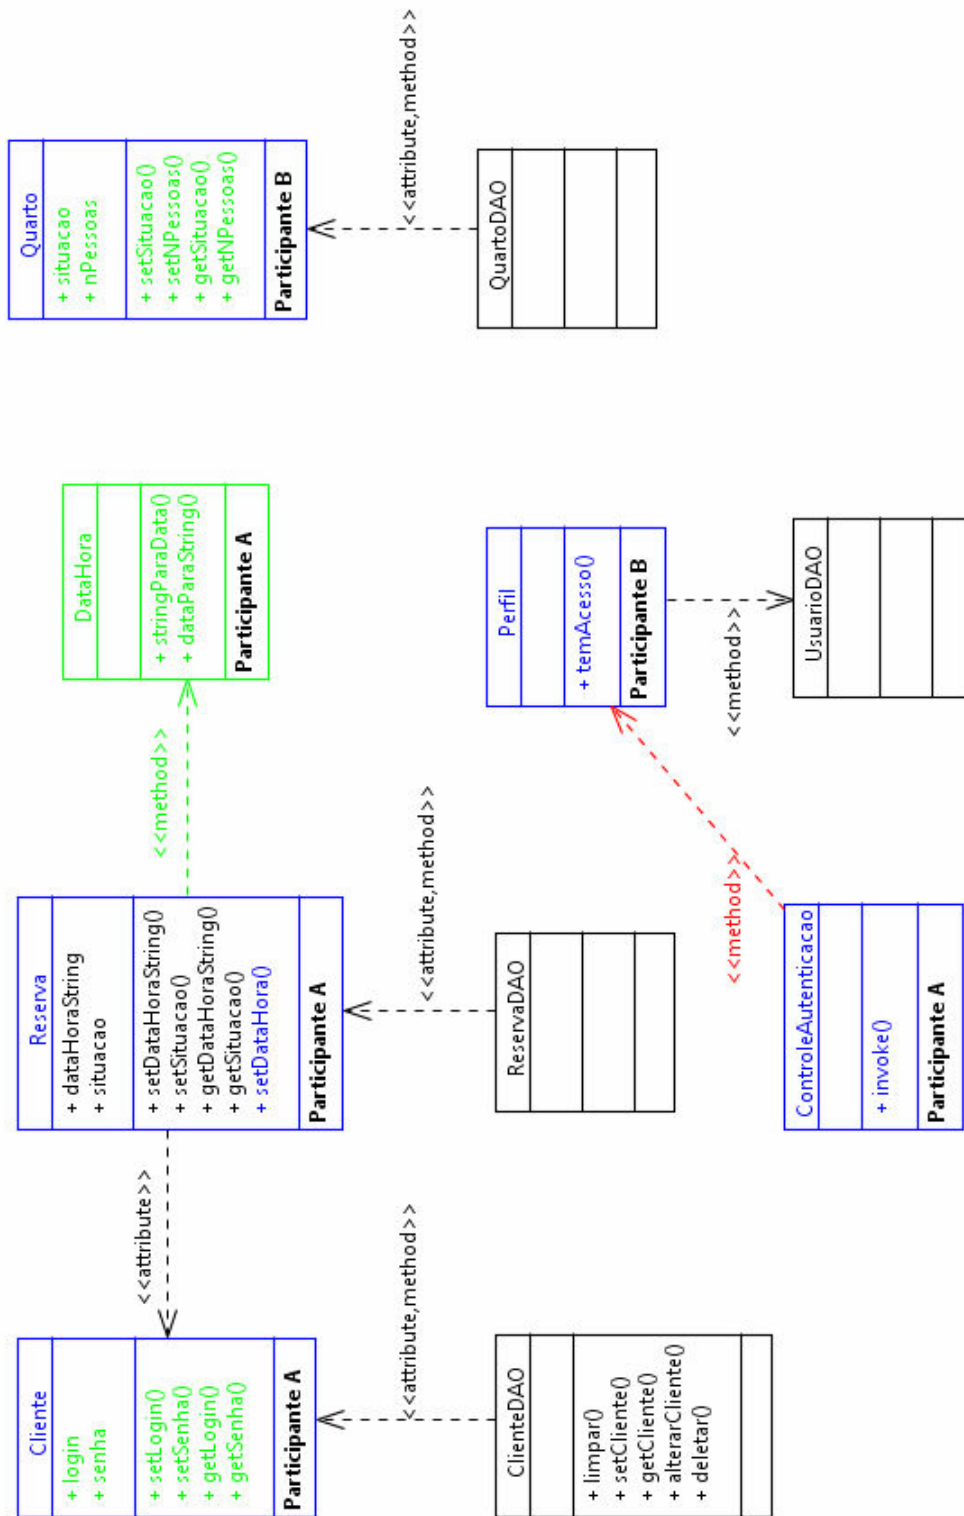 Cliente
+ login
+ senha
+ setLogin()
+ setSenha()
+ getLogin()
+ getSenha()
Participante A
<<attribute>>
Reserva
+ dataHoraString
+ situacao
+ setDataHoraString()
+ setSituacao()
+ getDataHoraString()
+ getSituacao()
+ setDataHora()
Participante A
<<method>>
DataHora
+ stringParaData()
+ dataParaString()
Participante A
Quarto
+ situacao
+ nPessoas
+ setSituacao()
+ setNPessoas()
+ getSituacao()
+ getNPessoas()
Participante B
<<attribute,method>>
<<attribute,method>>
<<attribute,method>>
ClienteDAO
+ limpar()
+ setCliente()
+ getCliente()
+ alterarCliente()
+ deletar()
ReservaDAO
Perfil
+ temAcesso()
Participante B
QuartoDAO
<<method>>
<<method>>
ControleAutenticacao
+ invoke()
Participante A
UsuarioDAO